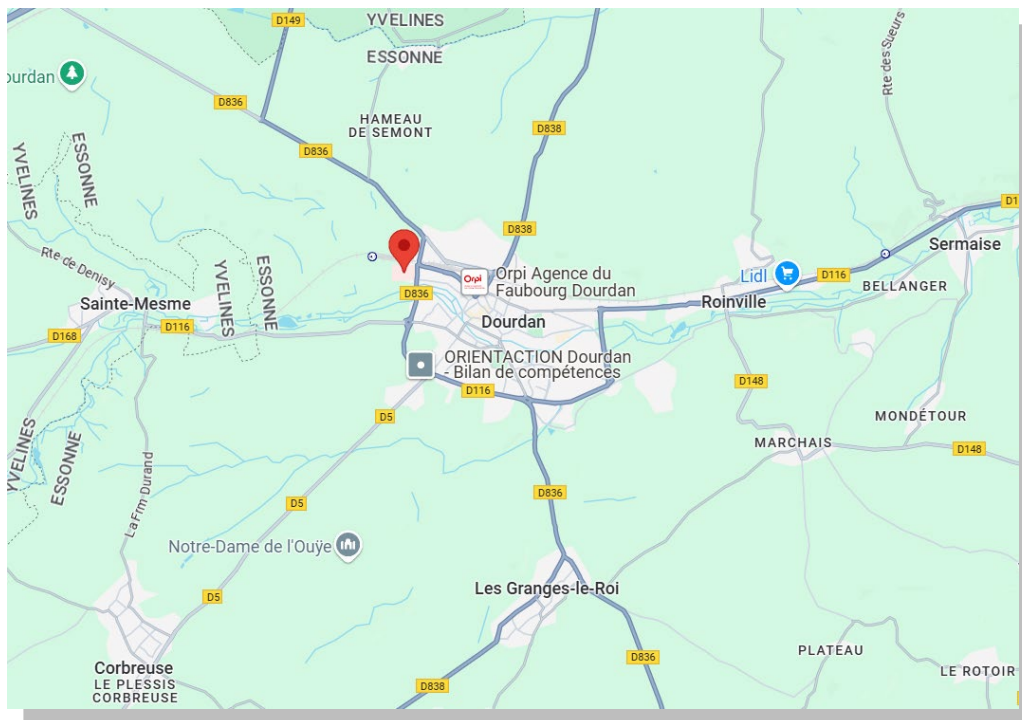 D149
YVELINES
ESSONNE
Rte des Sueurs
ourdan
D836
HAMEAU
DE SEMONT
D838
D836
YVELINES
ESSONNE
D1
D838
Sermaise
Rte de Denisy
YVELINES
ESSONNE
Orpi
Orpi Agence du
Faubourg Dourdan
Lidl
D116
BELLANGER
D836
Sainte-Mesme
Roinville
D168
D116
Dourdan
ORIENTACTION Dourdan
- Bilan de compétences
D116
D148
D5
MONDÉTOUR
MARCHAIS
D148
YVELINES
ESSONNE
La Frm Durand
D836
D5
Notre-Dame de l'Ouÿe
Les Granges-le-Roi
D5
PLATEAU
D836
LE ROTOIR
Corbreuse
LE PLESSIS
CORBREUSE
D838